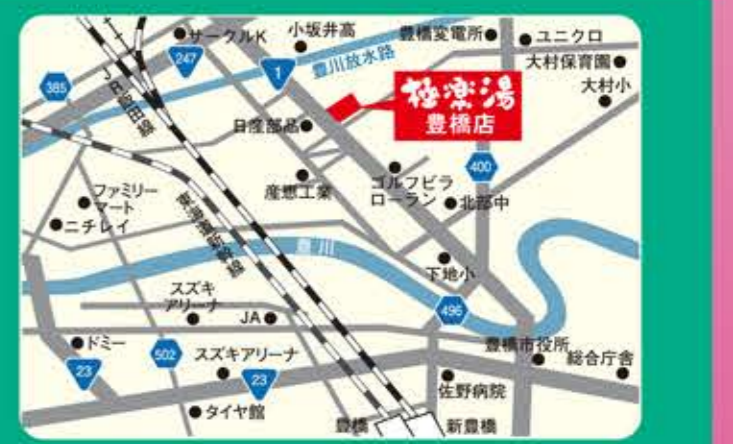 サークルK
小坂井高
豊橋変電所
ユニクロ
247
1
豊川放水路
大村保育園
大村小
385
JR飯田線
極楽湯
豊橋店
日産部品
産恵工業
ゴルフビラ
ローラン
400
北部中
ファミリー
マート
ニチレイ
東海道新幹線
豊川
下地小
スズキ
アリーナ
JA
496
ドミー
502
スズキアリーナ
豊橋市役所
総合庁舎
23
23
佐野病院
タイヤ館
豊橋
新豊橋